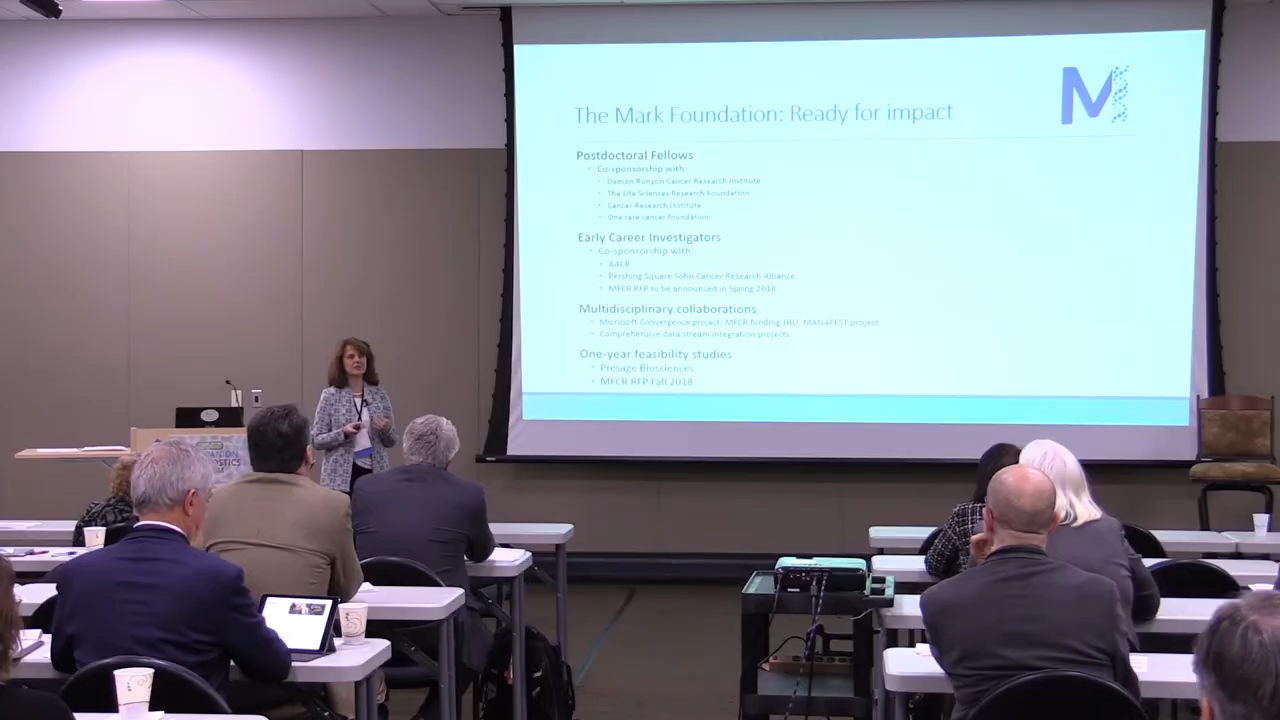 The Mark Foundation: Ready for impact
M
Postdoctoral Fellows
Co-sponsorship with:
Damon Runyon Cancer Research Institute
The Life Sciences Research Foundation
Cancer Research Institute
One rare cancer foundation
Early Career Investigators
Co-sponsorship with:
AACR
Pershing Square Sohn Cancer Research Alliance
MFCR RFP to be announced in Spring 2018
Multidisciplinary collaborations
Microsoft Convergence project: MFCR funding JHU, MANAFEST project
Comprehensive data stream integration projects
One-year feasibility studies
Presage Biosciences
MFCR RFP Fall 2018